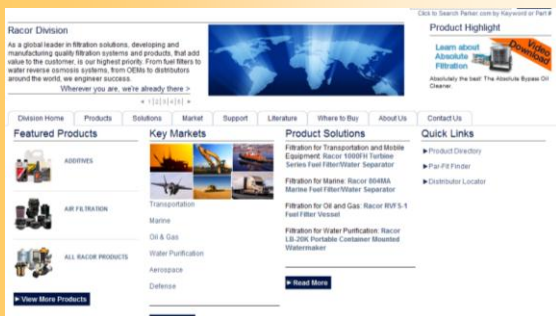 Click to Search Parker.com by Keyword or Part #
Racor Division
As a global leader in filtration solutions, developing and
manufacturing quality filtration systems and products, that add
value to the customer, is our highest priority. From fuel filters to
water reverse osmosis systems, from OEMs to distributors
around the world, we engineer success.
Wherever you are, we're already there >
« 1|2|3|4|5| »
Product Highlight
Learn about
Absolute
Filtration
Video
Download!
Absolutely the best: The Absolute Bypass Oil
Cleaner.
Division Home Products Solutions Market Support Literature Where to Buy About Us Contact Us
Featured Products
ADDITIVES
AIR FILTRATION
ALL RACOR PRODUCTS
► View More Products
Key Markets
Transportation
Marine
Oil & Gas
Water Purification
Aerospace
Defense
Product Solutions
Filtration for Transportation and Mobile
Equipment: Racor 1000FH Turbine
Series Fuel Filter/Water Separator
Filtration for Marine: Racor 804MA
Marine Fuel Filter/Water Separator
Filtration for Oil and Gas: Racor RVFS-1
Fuel Filter Vessel
Filtration for Water Purification: Racor
LB-20K Portable Container Mounted
Watermaker
► Read More
Quick Links
►Product Directory
►Par-Fit Finder
►Distributor Locator